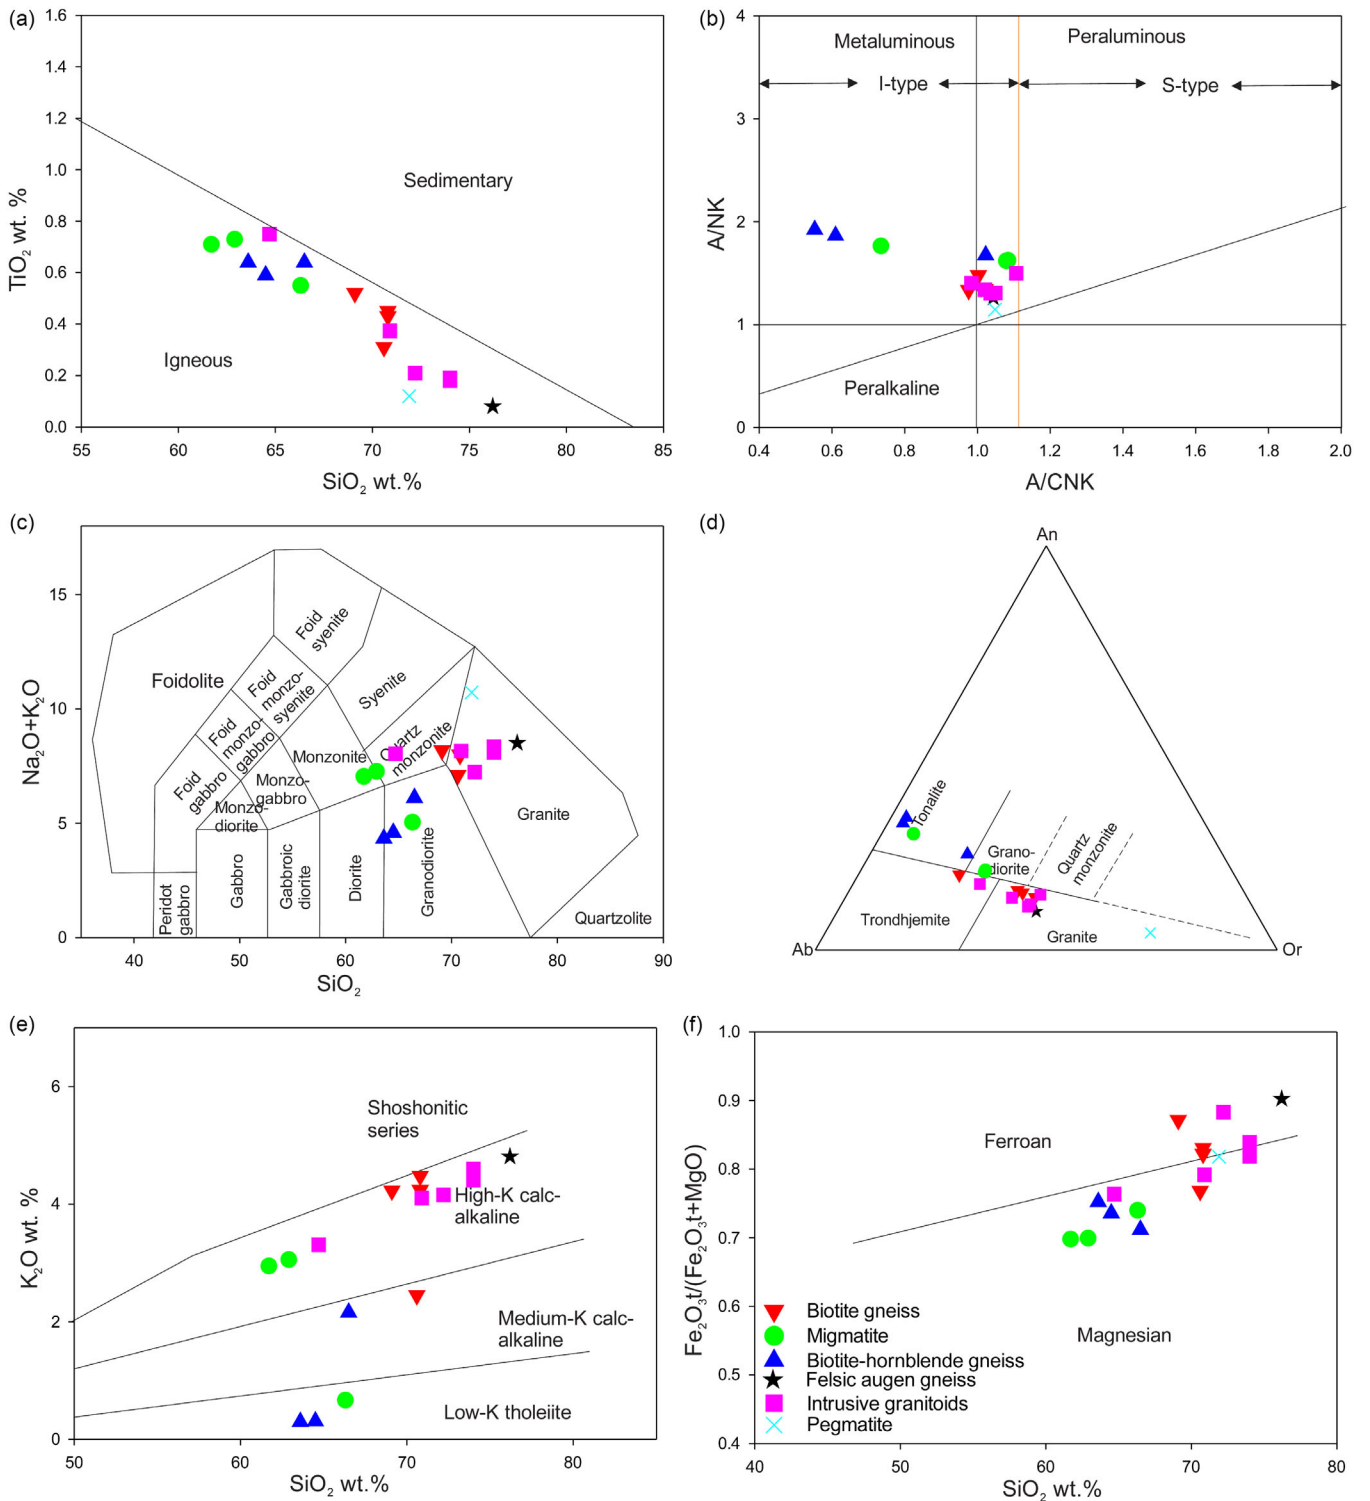 (a)
1.6
1.4
1.2
1.0
0.8
0.6
0.4
0.2
0.0
TiO2 wt. %
Sedimentary
Igneous
55 60 65 70 75 80 85
SiO2 wt.%
(b)
4
3
2
1
0
A/NK
Metaluminous
Peraluminous
I-type
S-type
Peralkaline
0.4 0.6 0.8 1.0 1.2 1.4 1.6 1.8 2.0
A/CNK
(c)
15
10
5
0
Na2O+K2O
Foidolite
Foid
syenite
Foid
monzo-
syenite
Foid
monzo-
gabbro
Foid
gabbro
Syenite
Monzonite
Quartz
monzonite
Monzo-
gabbro
Monzo-
diorite
Peridot
gabbro
Gabbro
Gabbroic
diorite
Diorite
Granodiorite
Granite
Quartzolite
40 50 60 70 80 90
SiO2
(d)
An
Tonalite
Grano-
diorite
Quartz
monzonite
Trondhjemite
Granite
Ab
Or
(e)
6
4
2
0
K2O wt. %
Shoshonitic
series
High-K calc-
alkaline
Medium-K calc-
alkaline
Low-K tholeiite
50 60 70 80
SiO2 wt.%
(f)
1.0
0.9
0.8
0.7
0.6
0.5
0.4
Fe2O3t/(Fe2O3t+MgO)
Ferroan
Magnesian
Biotite gneiss
Migmatite
Biotite-hornblende gneiss
Felsic augen gneiss
Intrusive granitoids
Pegmatite
40 50 60 70 80
SiO2 wt.%